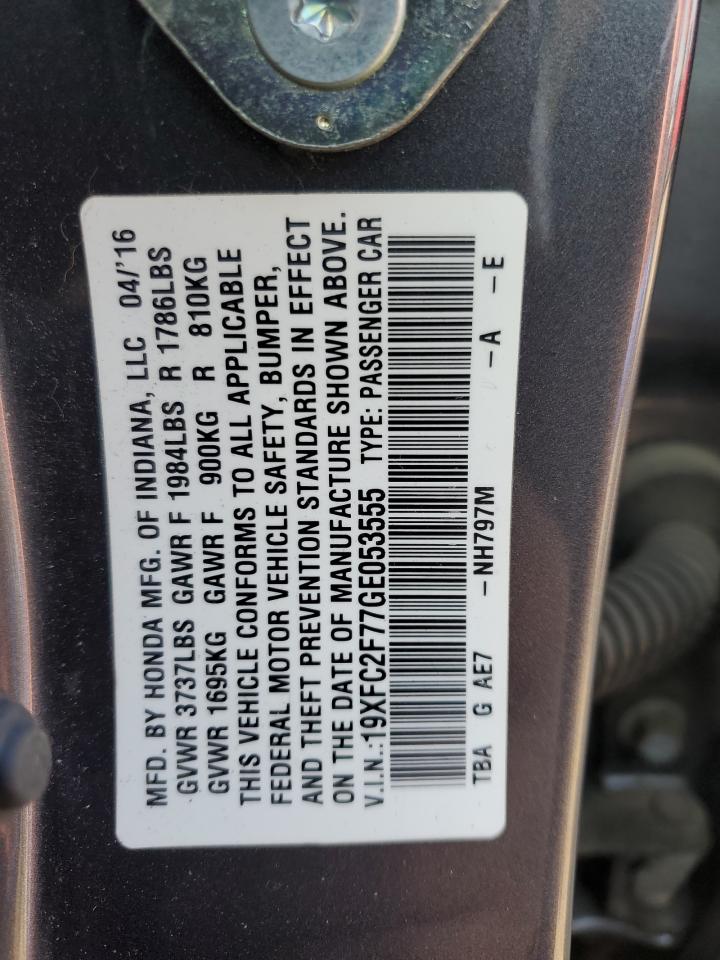 MFD. BY HONDA MFG. OF INDIANA, LLC 04/'16
GVWR 3737LBS GAWR F 1984LBS R 1786LBS
GVWR 1695KG GAWR F 900KG R 810KG
THIS VEHICLE CONFORMS TO ALL APPLICABLE
FEDERAL MOTOR VEHICLE SAFETY, BUMPER,
AND THEFT PREVENTION STANDARDS IN EFFECT
ON THE DATE OF MANUFACTURE SHOWN ABOVE.
V.I.N.:19XFC2F77GE053555 TYPE: PASSENGER CAR
TBA G AE7 -NH797M -A -E